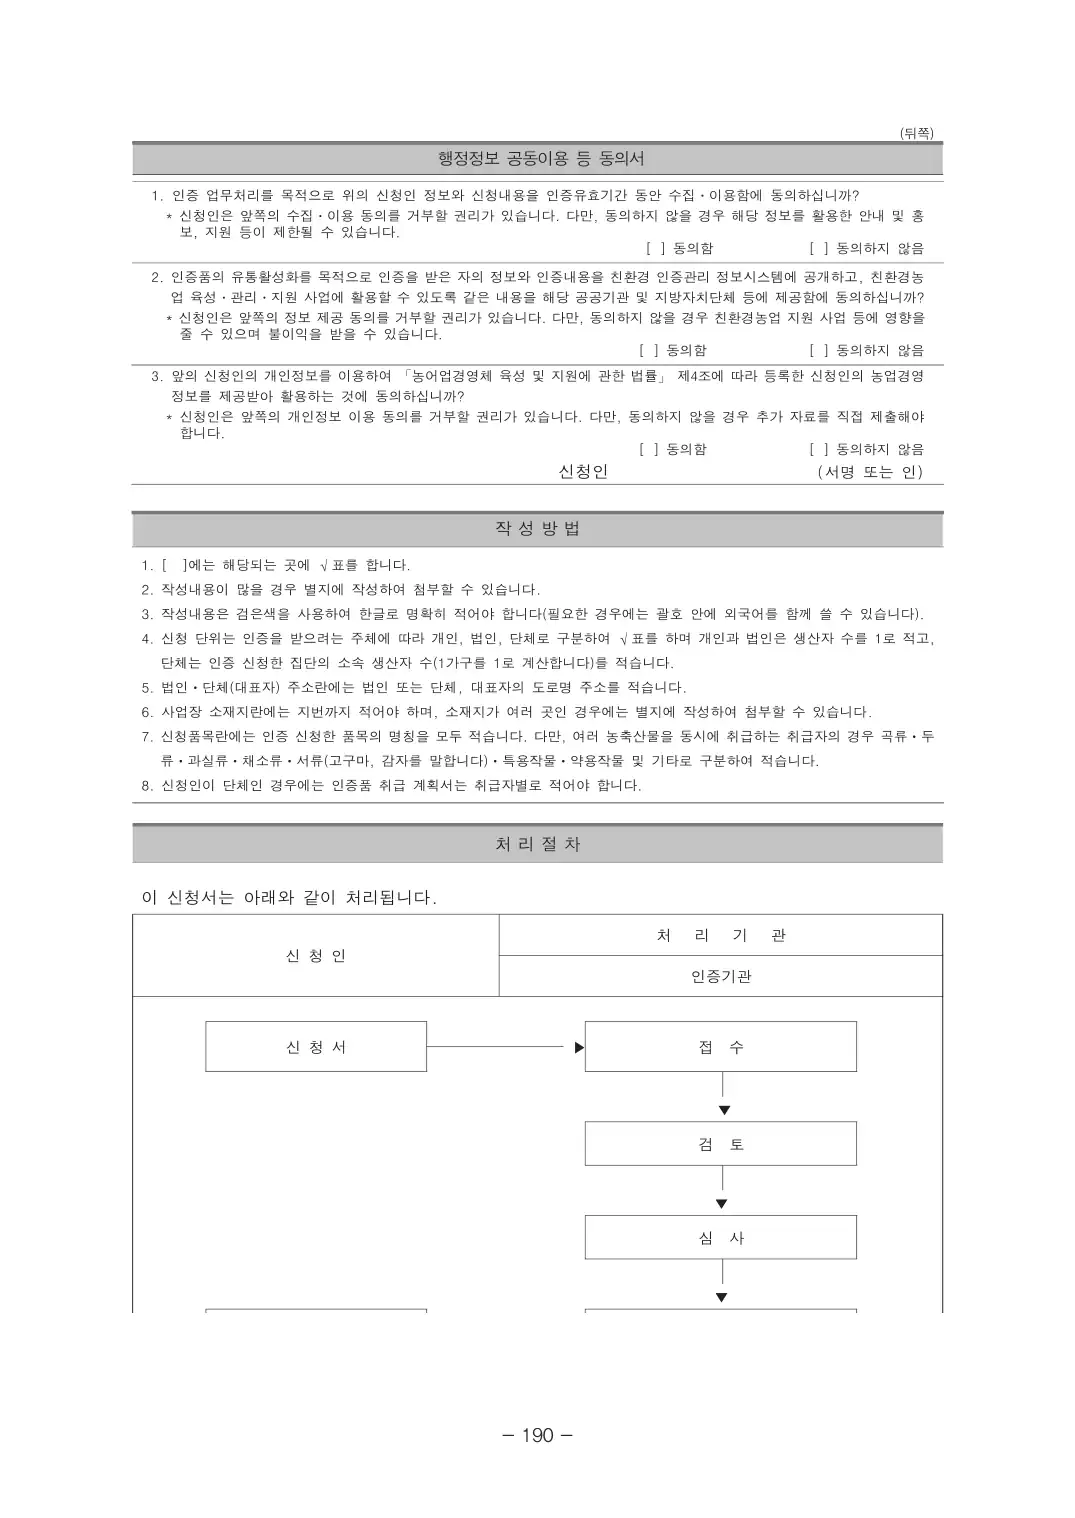 (뒤쪽)
행정정보 공동이용 등 동의서
1. 인증 업무처리를 목적으로 위의 신청인 정보와 신청내용을 인증유효기간 동안 수집·이용함에 동의하십니까?
* 신청인은 앞쪽의 수집·이용 동의를 거부할 권리가 있습니다. 다만, 동의하지 않을 경우 해당 정보를 활용한 안내 및 홍
보, 지원 등이 제한될 수 있습니다.
[ ] 동의함 [ ] 동의하지 않음
2. 인증품의 유통활성화를 목적으로 인증을 받은 자의 정보와 인증내용을 친환경 인증관리 정보시스템에 공개하고, 친환경농
업 육성·관리·지원 사업에 활용할 수 있도록 같은 내용을 해당 공공기관 및 지방자치단체 등에 제공함에 동의하십니까?
* 신청인은 앞쪽의 정보 제공 동의를 거부할 권리가 있습니다. 다만, 동의하지 않을 경우 친환경농업 지원 사업 등에 영향을
줄 수 있으며 불이익을 받을 수 있습니다.
[ ] 동의함 [ ] 동의하지 않음
3. 앞의 신청인의 개인정보를 이용하여 「농어업경영체 육성 및 지원에 관한 법률」 제4조에 따라 등록한 신청인의 농업경영
정보를 제공받아 활용하는 것에 동의하십니까?
* 신청인은 앞쪽의 개인정보 이용 동의를 거부할 권리가 있습니다. 다만, 동의하지 않을 경우 추가 자료를 직접 제출해야
합니다.
[ ] 동의함 [ ] 동의하지 않음
신청인 (서명 또는 인)
작 성 방 법
1. [ ]에는 해당되는 곳에 √표를 합니다.
2. 작성내용이 많을 경우 별지에 작성하여 첨부할 수 있습니다.
3. 작성내용은 검은색을 사용하여 한글로 명확히 적어야 합니다(필요한 경우에는 괄호 안에 외국어를 함께 쓸 수 있습니다).
4. 신청 단위는 인증을 받으려는 주체에 따라 개인, 법인, 단체로 구분하여 √표를 하며 개인과 법인은 생산자 수를 1로 적고,
단체는 인증 신청한 집단의 소속 생산자 수(1가구를 1로 계산합니다)를 적습니다.
5. 법인·단체(대표자) 주소란에는 법인 또는 단체, 대표자의 도로명 주소를 적습니다.
6. 사업장 소재지란에는 지번까지 적어야 하며, 소재지가 여러 곳인 경우에는 별지에 작성하여 첨부할 수 있습니다.
7. 신청품목란에는 인증 신청한 품목의 명칭을 모두 적습니다. 다만, 여러 농축산물을 동시에 취급하는 취급자의 경우 곡류·두
류·과실류·채소류·서류(고구마, 감자를 말합니다)·특용작물·약용작물 및 기타로 구분하여 적습니다.
8. 신청인이 단체인 경우에는 인증품 취급 계획서는 취급자별로 적어야 합니다.
처 리 절 차
이 신청서는 아래와 같이 처리됩니다.
신 청 인
처 리 기 관
인증기관
신 청 서
접 수
검 토
심 사
- 190 -